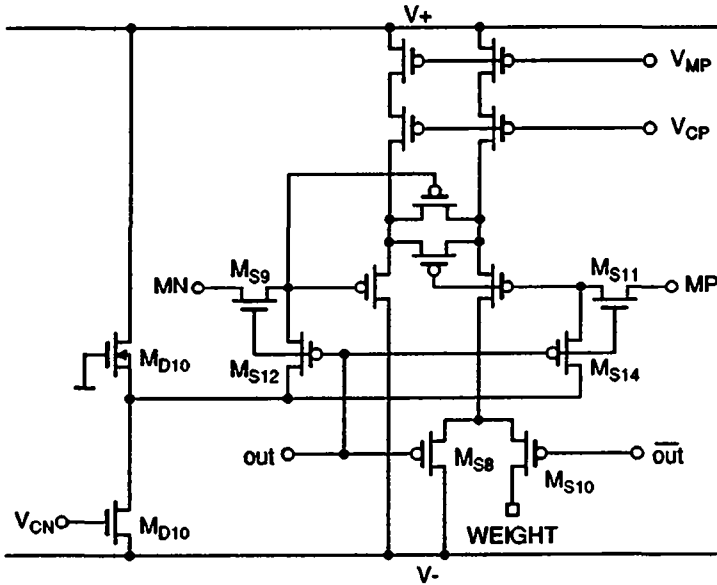 V+
V_MP
V_CP
M_S9
M_S11
MN
MP
M_D10
M_S12
M_S14
out
M_S8
out
M_S10
V_CN
M_D10
WEIGHT
V-